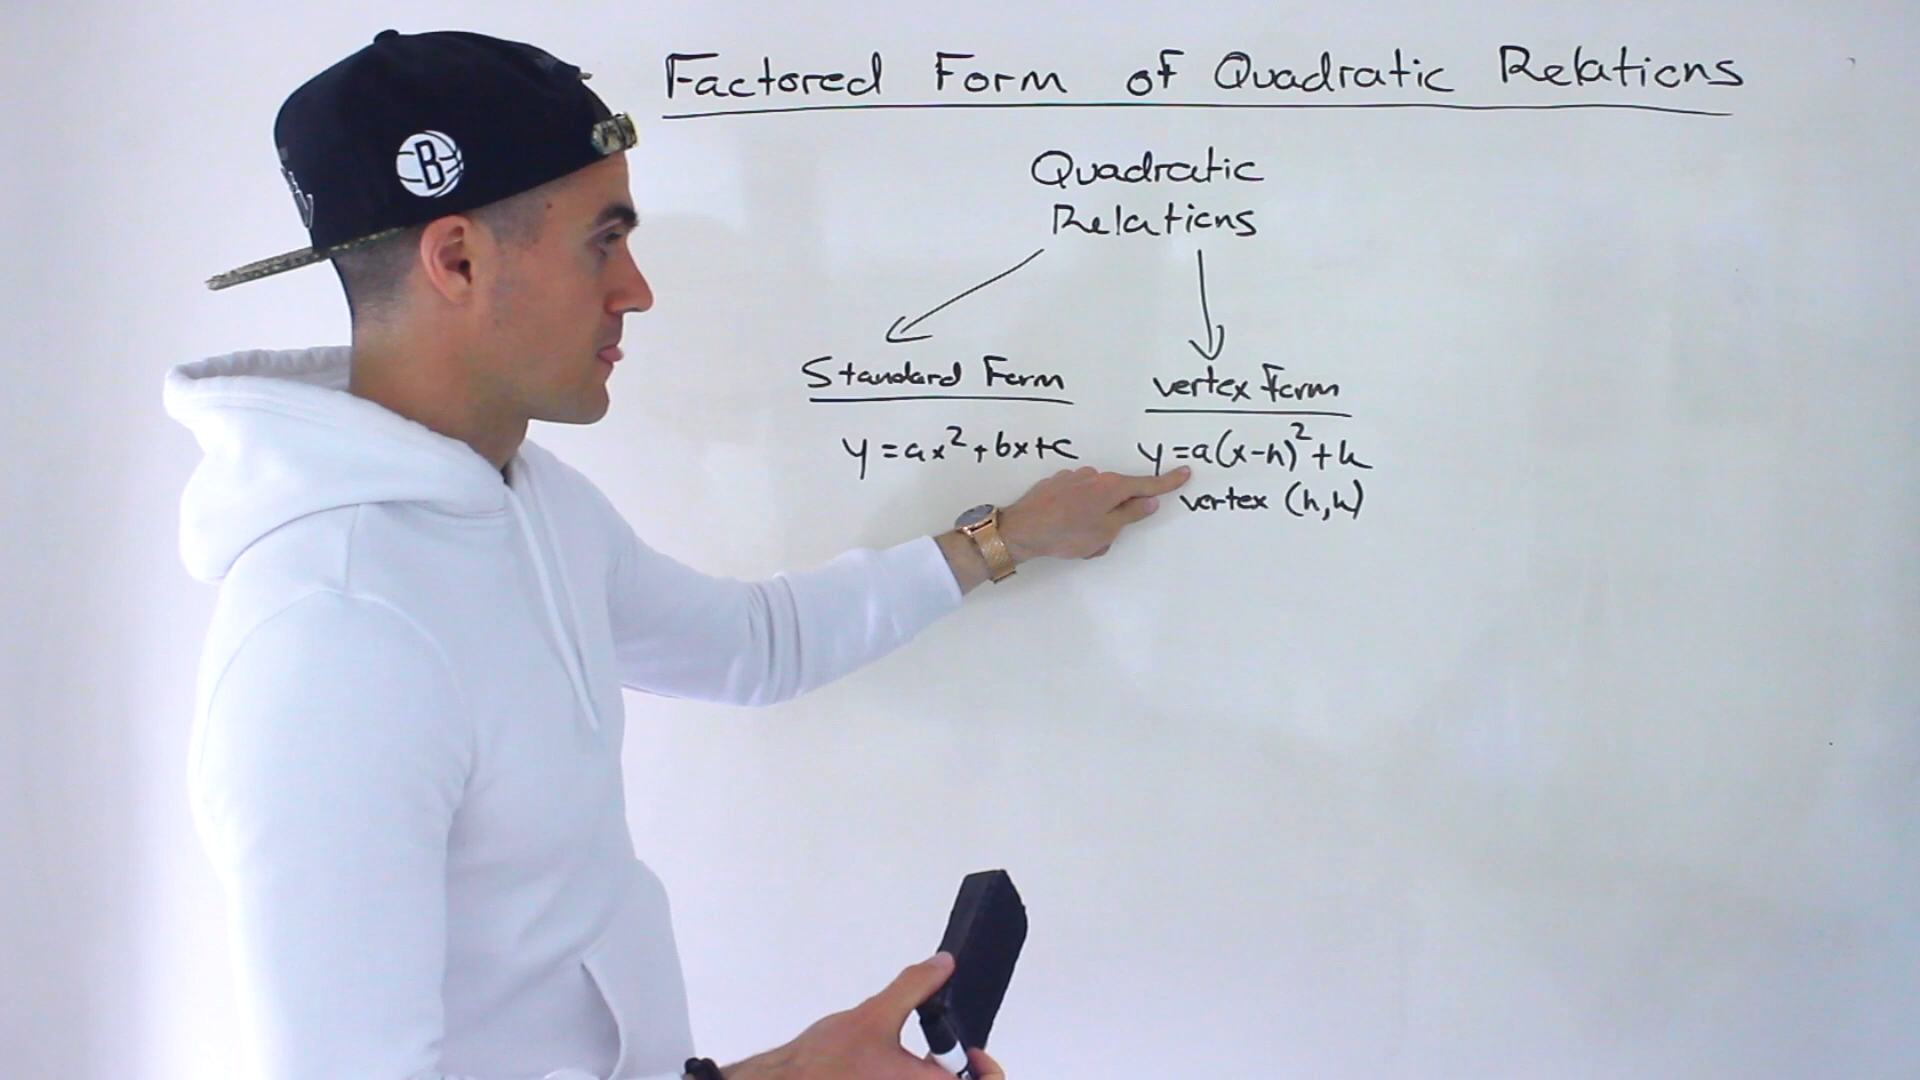 Factored Form of Quadratic Relations
Quadratic
Relations
Standard Form
vertex Form
y=ax²+bx+c
y=a(x-h)²+k
vertex (h,k)
B